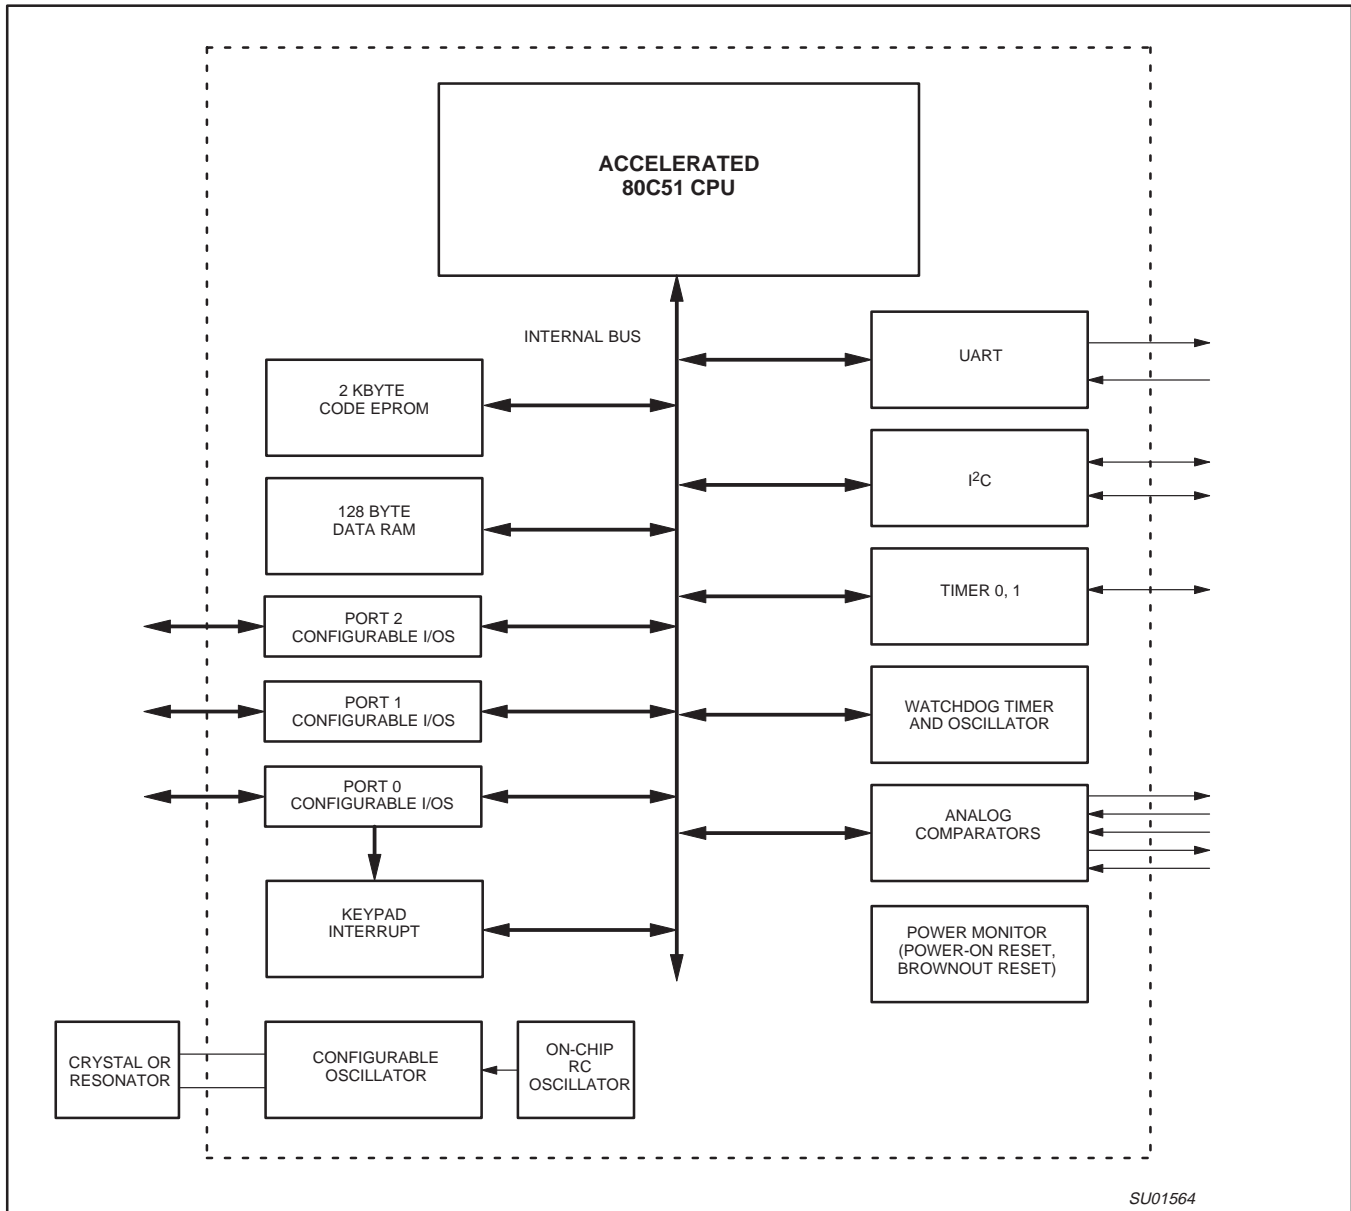 ACCELERATED
80C51 CPU
INTERNAL BUS
2 KBYTE
CODE EPROM
128 BYTE
DATA RAM
PORT 2
CONFIGURABLE I/OS
PORT 1
CONFIGURABLE I/OS
PORT 0
CONFIGURABLE I/OS
KEYPAD
INTERRUPT
CRYSTAL OR
RESONATOR
CONFIGURABLE
OSCILLATOR
ON-CHIP
RC
OSCILLATOR
UART
I²C
TIMER 0, 1
WATCHDOG TIMER
AND OSCILLATOR
ANALOG
COMPARATORS
POWER MONITOR
(POWER-ON RESET,
BROWNOUT RESET)
SU01564